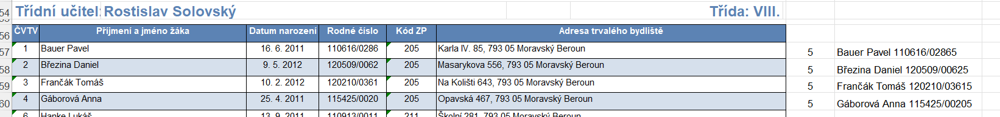 54 Třídní učitel: Rostislav Solovský Třída: VIII.
56 ČVTV Příjmení a jméno žáka Datum narození Rodné číslo Kód ZP Adresa trvalého bydliště
57 1 Bauer Pavel 16. 6. 2011 110616/0286 205 Karla IV. 85, 793 05 Moravský Beroun 5 Bauer Pavel 110616/02865
58 2 Březina Daniel 9. 5. 2012 120509/0062 205 Masarykova 556, 793 05 Moravský Beroun 5 Březina Daniel 120509/00625
59 3 Frančák Tomáš 10. 2. 2012 120210/0361 205 Na Kolišti 643, 793 05 Moravský Beroun 5 Frančák Tomáš 120210/03615
60 4 Gáborová Anna 25. 4. 2011 115425/0020 205 Opavská 467, 793 05 Moravský Beroun 5 Gáborová Anna 115425/00205
6 Hanke Lukáš 13. 9. 2011 110913/0011 211 Školní 281, 793 05 Moravský Beroun